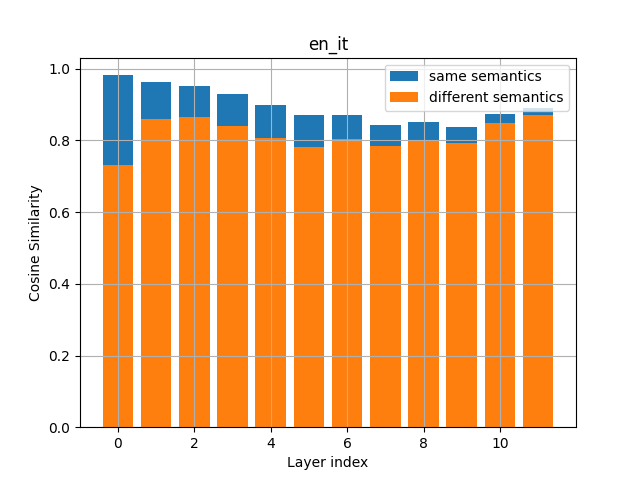 en_it
same semantics
different semantics
1.0
0.8
0.6
0.4
0.2
0.0
Cosine Similarity
0 2 4 6 8 10
Layer index